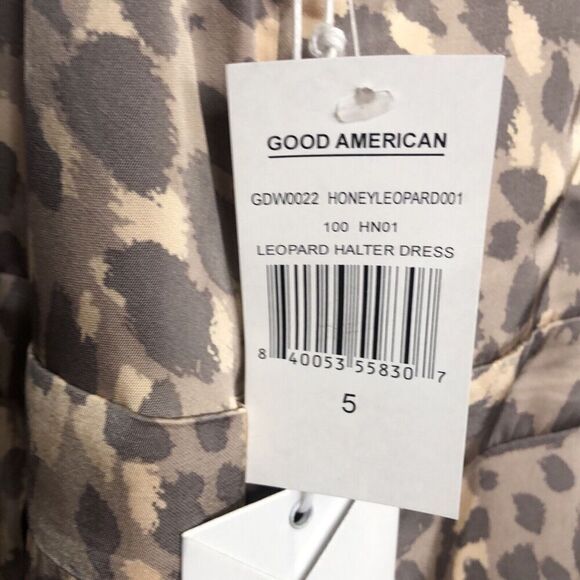 GOOD AMERICAN
GDW0022 HONEYLEOPARD001
100 HN01
LEOPARD HALTER DRESS
8 40053 55830 7
5